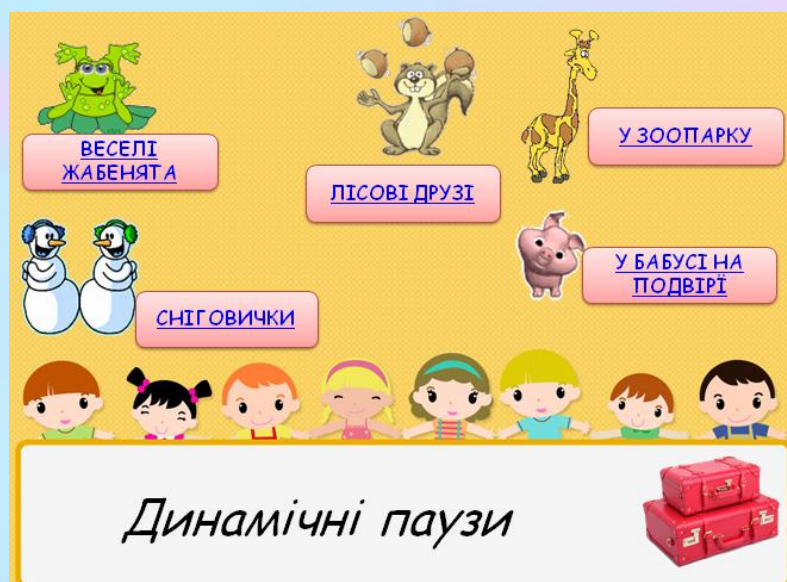 ВЕСЕЛІ
ЖАБЕНЯТА
ЛІСОВІ ДРУЗІ
У ЗООПАРКУ
СНІГОВИЧКИ
У БАБУСІ НА
ПОДВІРЇ
Динамічні паузи